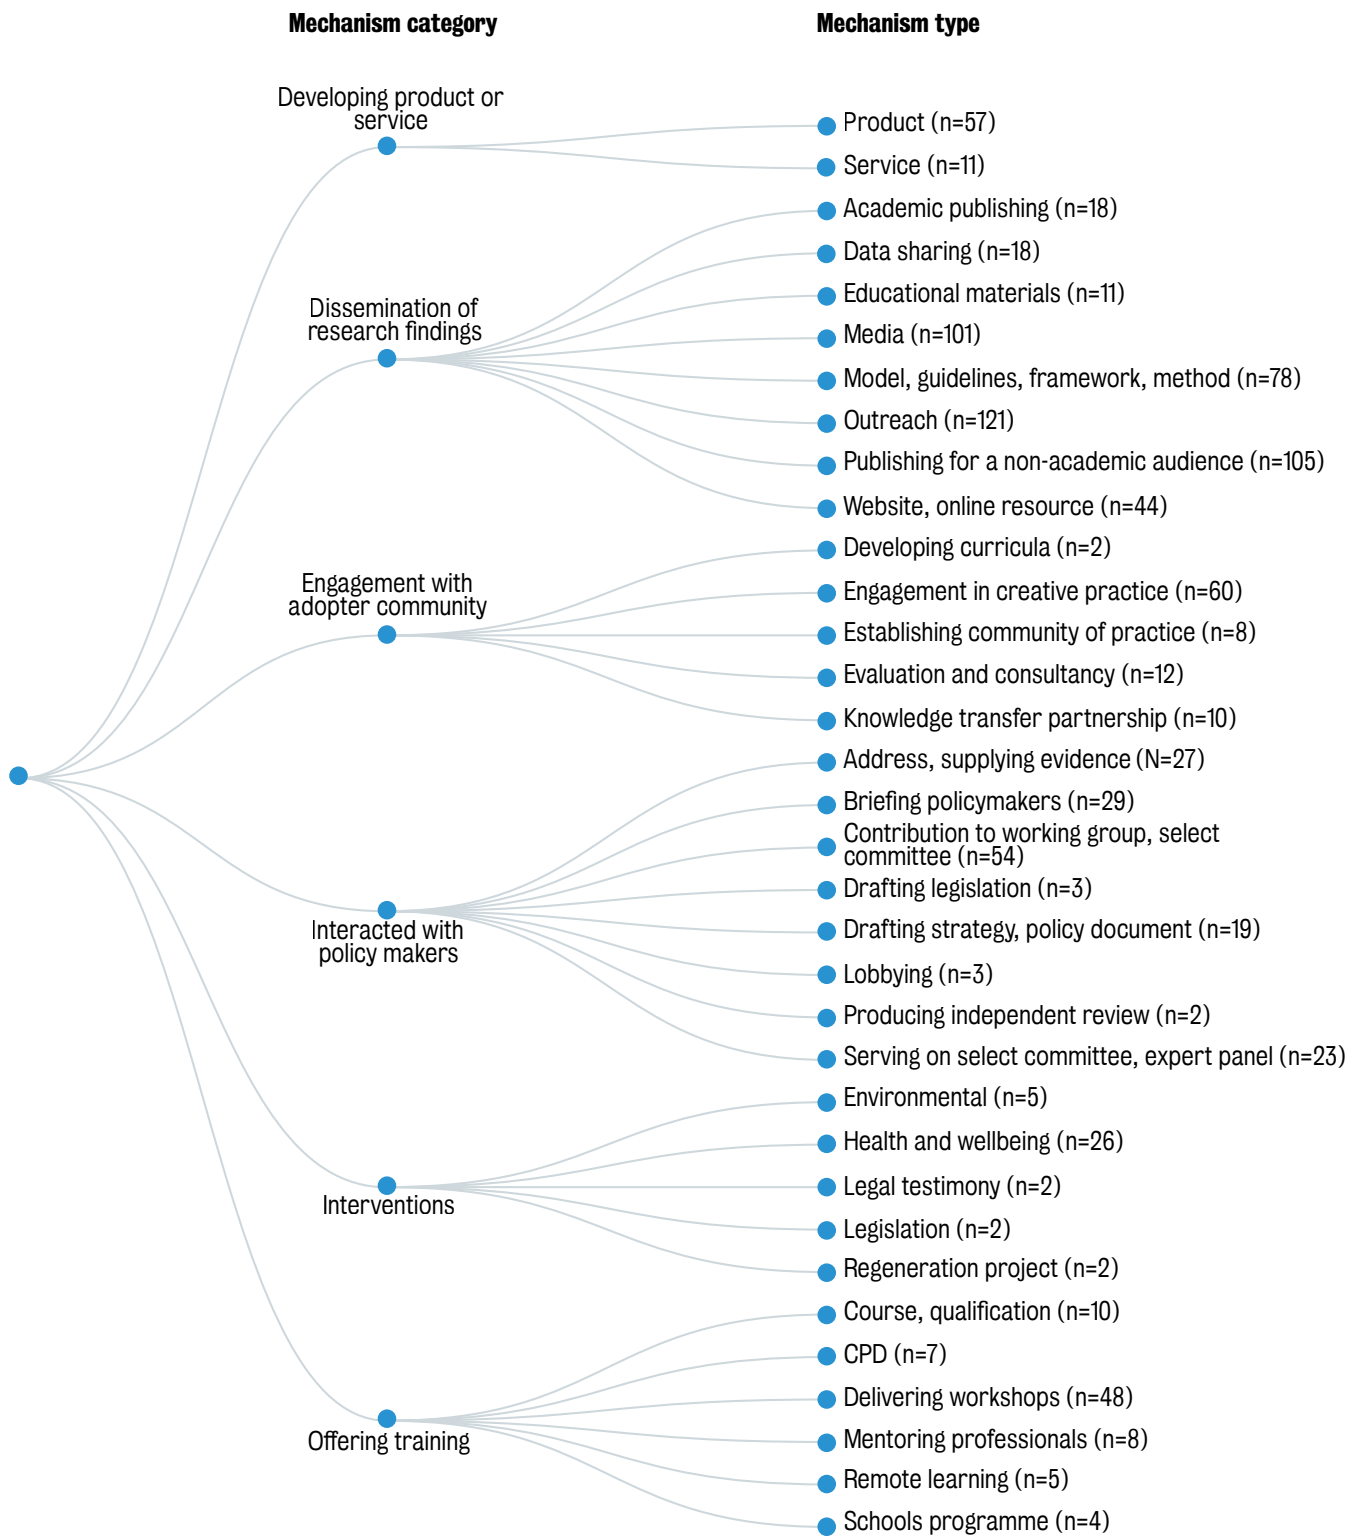 Mechanism category
Mechanism type
Developing product or
service
Product (n=57)
Service (n=11)
Dissemination of
research findings
Academic publishing (n=18)
Data sharing (n=18)
Educational materials (n=11)
Media (n=101)
Model, guidelines, framework, method (n=78)
Outreach (n=121)
Publishing for a non-academic audience (n=105)
Website, online resource (n=44)
Engagement with
adopter community
Developing curricula (n=2)
Engagement in creative practice (n=60)
Establishing community of practice (n=8)
Evaluation and consultancy (n=12)
Knowledge transfer partnership (n=10)
Interacted with
policy makers
Address, supplying evidence (N=27)
Briefing policymakers (n=29)
Contribution to working group, select
committee (n=54)
Drafting legislation (n=3)
Drafting strategy, policy document (n=19)
Lobbying (n=3)
Producing independent review (n=2)
Serving on select committee, expert panel (n=23)
Interventions
Environmental (n=5)
Health and wellbeing (n=26)
Legal testimony (n=2)
Legislation (n=2)
Regeneration project (n=2)
Offering training
Course, qualification (n=10)
CPD (n=7)
Delivering workshops (n=48)
Mentoring professionals (n=8)
Remote learning (n=5)
Schools programme (n=4)